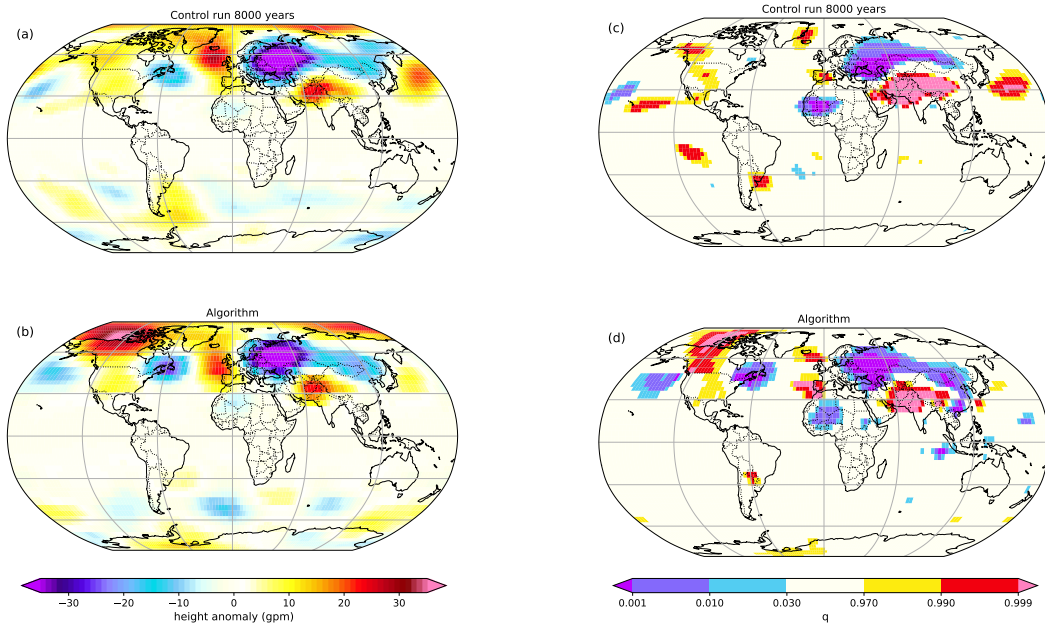 Control run 8000 years
(a)
Control run 8000 years
(c)
Algorithm
(b)
Algorithm
(d)
−30 −20 −10 0 10 20 30
height anomaly (gpm)
0.001 0.010 0.030 0.970 0.990 0.999
q